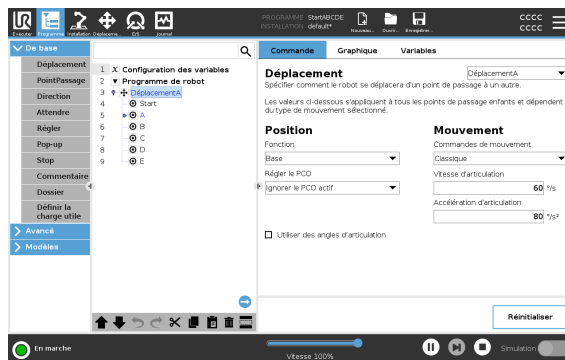 UR
PROGRAMME StartABCDE
INSTALLATION default*
CCCC
CCCC
Exécuter
Programme
Installation
Déplaceme...
E/S
Journal
Nouveau...
Ouvrir...
Enregistrer...
De base
Déplacement
PointPassage
Direction
Attendre
Régler
Pop-up
Stop
Commentaire
Dossier
Définir la
charge utile
Avancé
Modèles
1 X Configuration des variables
2 Programme de robot
3 DéplacementA
4 Start
5 A
6 B
7 C
8 D
9 E
Commande Graphique Variables
Déplacement
DéplacementA
Spécifier comment le robot se déplacera d'un point de passage à un autre.
Les valeurs ci-dessous s'appliquent à tous les points de passage enfants et dépendent
du type de mouvement sélectionné.
Position
Fonction
Base
Régler le PCO
Ignorer le PCO actif
Utiliser des angles d'articulation
Mouvement
Commandes de mouvement
Classique
Vitesse d'articulation
60 °/s
Accélération d'articulation
80 °/s²
Réinitialiser
En marche
Vitesse 100%
Simulation